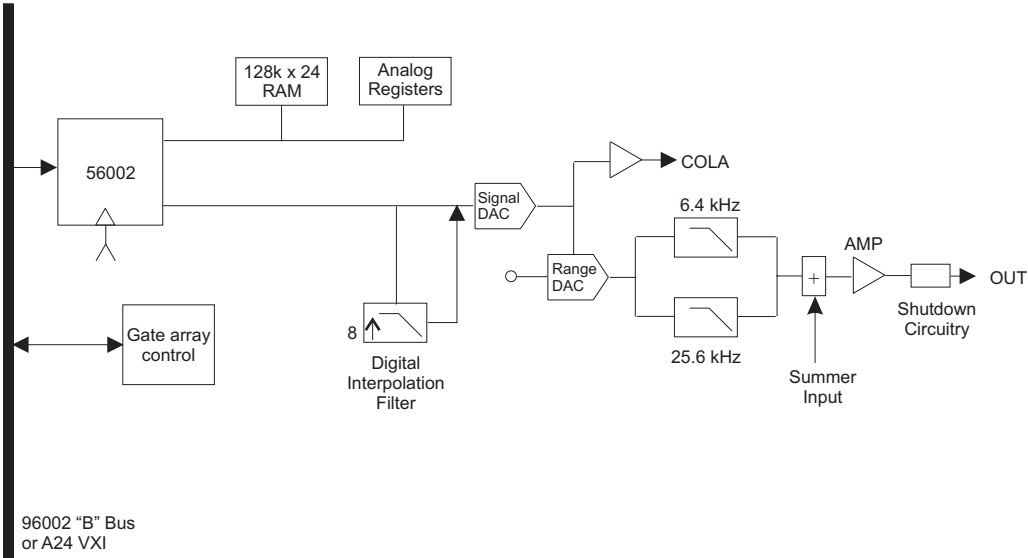 128k x 24
RAM
Analog
Registers
56002
COLA
Signal
DAC
6.4 kHz
AMP
Range
DAC
+
OUT
Shutdown
Circuitry
8
Gate array
control
25.6 kHz
Digital
Interpolation
Filter
Summer
Input
96002 “B” Bus
or A24 VXI